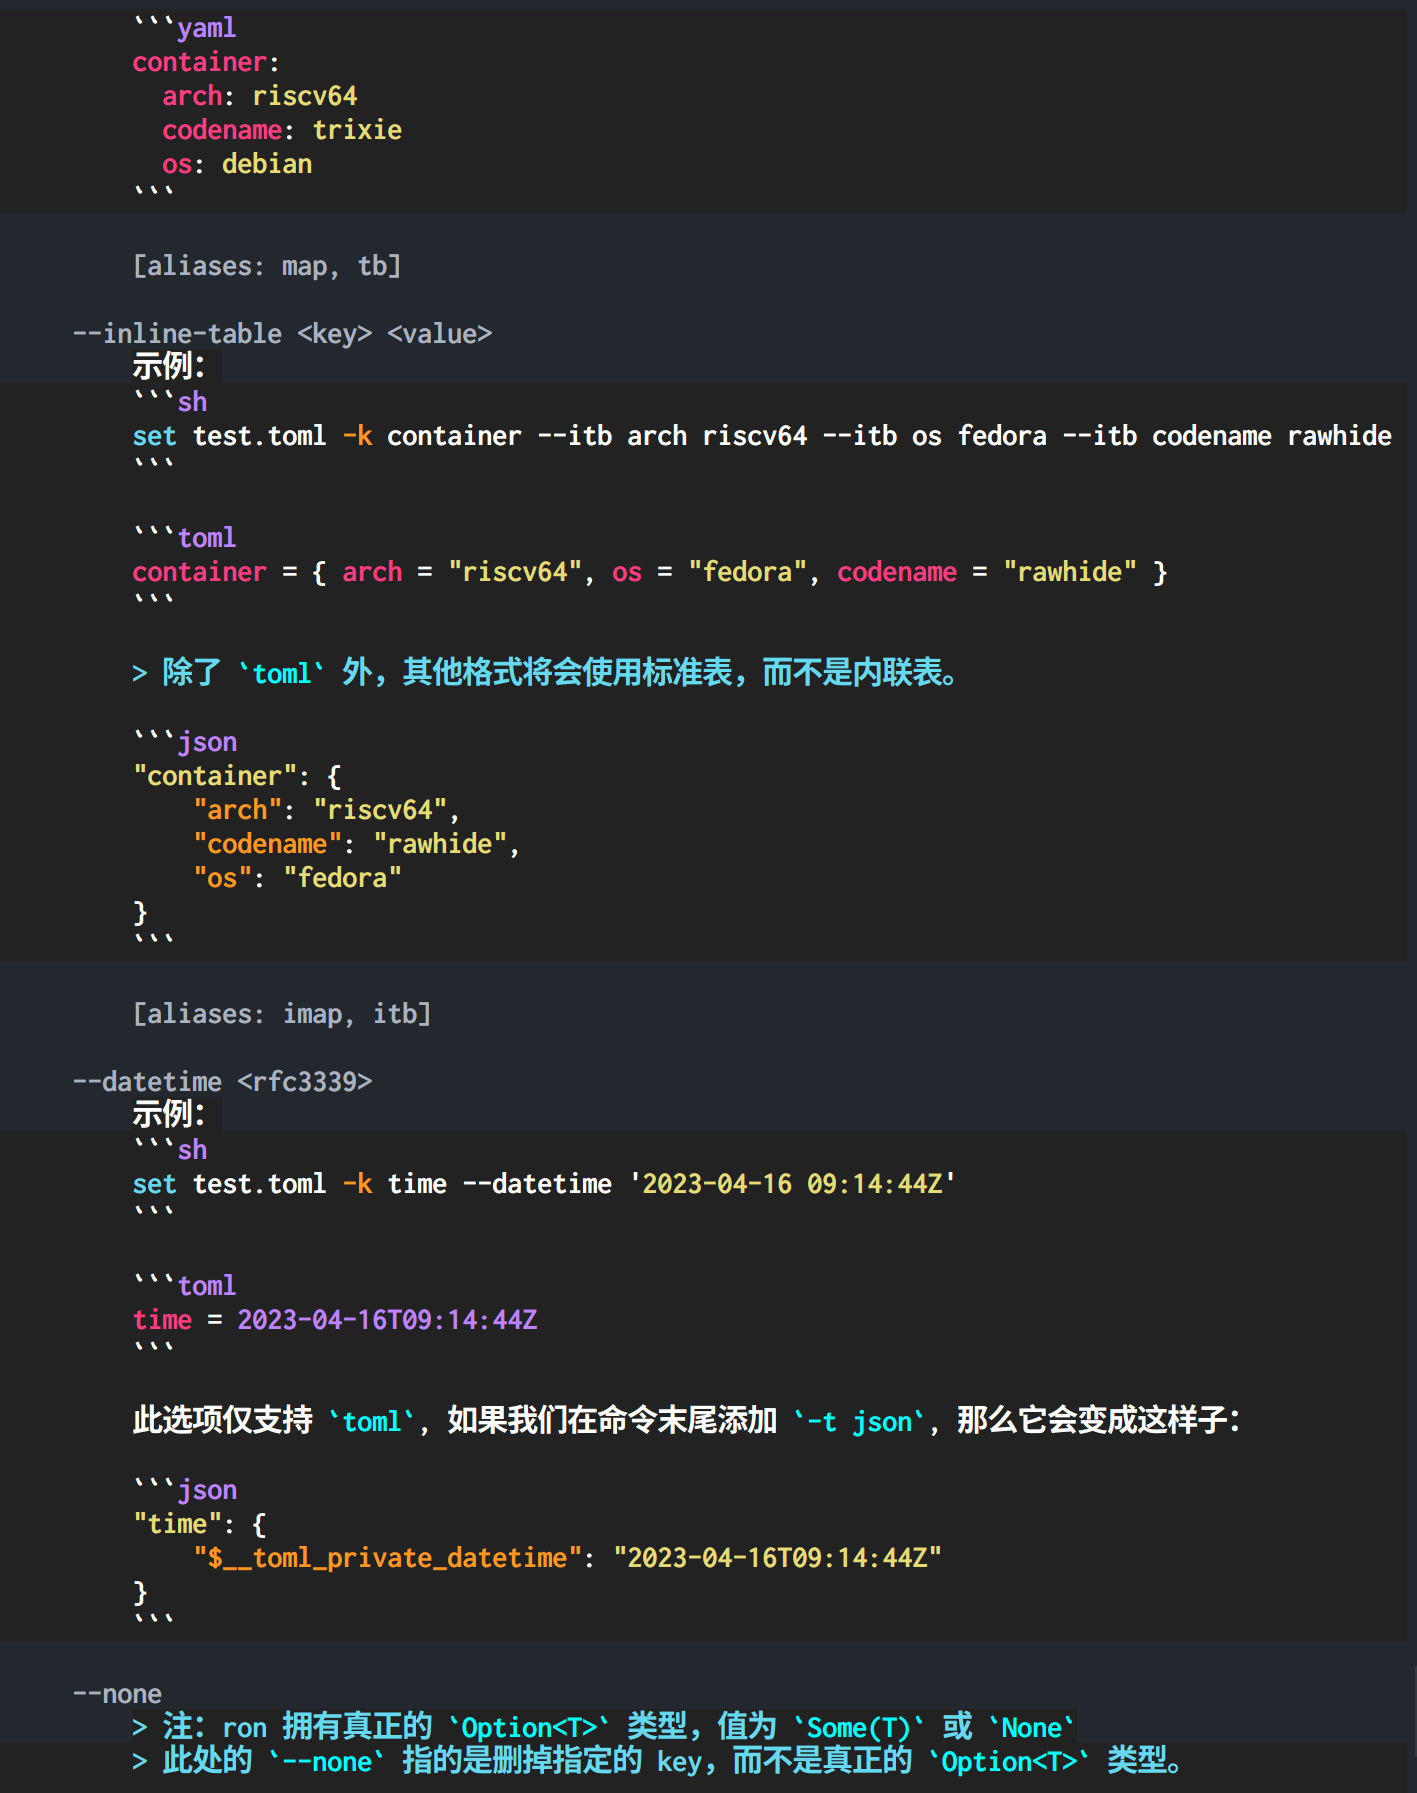 ```yaml
container:
  arch: riscv64
  codename: trixie
  os: debian
```
[aliases: map, tb]
--inline-table <key> <value>
示例：
```sh
set test.toml -k container --itb arch riscv64 --itb os fedora --itb codename rawhide
```
```toml
container = { arch = "riscv64", os = "fedora", codename = "rawhide" }
```
> 除了 `toml` 外，其他格式将会使用标准表，而不是内联表。
```json
"container": {
    "arch": "riscv64",
    "codename": "rawhide",
    "os": "fedora"
}
```
[aliases: imap, itb]
--datetime <rfc3339>
示例：
```sh
set test.toml -k time --datetime '2023-04-16 09:14:44Z'
```
```toml
time = 2023-04-16T09:14:44Z
```
此选项仅支持 `toml`，如果我们在命令末尾添加 `-t json`，那么它会变成这样子：
```json
"time": {
    "$__toml_private_datetime": "2023-04-16T09:14:44Z"
}
```
--none
> 注：ron 拥有真正的 `Option<T>` 类型，值为 `Some(T)` 或 `None`
> 此处的 `--none` 指的是删掉指定的 key，而不是真正的 `Option<T>` 类型。